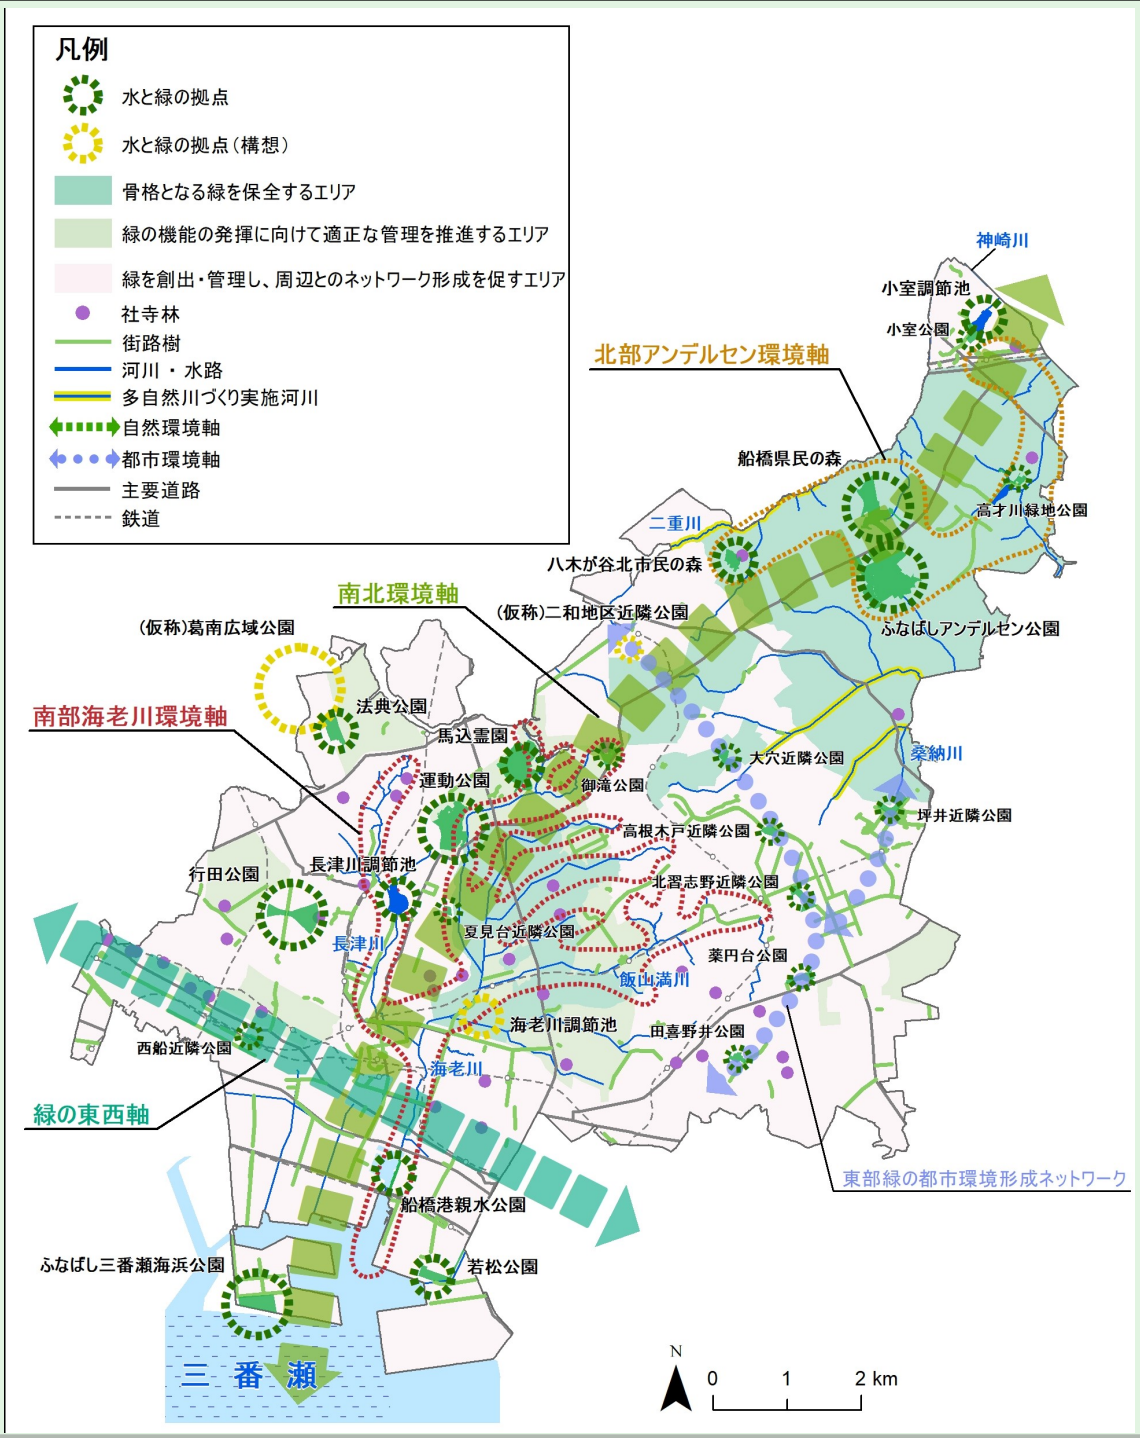 凡例
水と緑の拠点
水と緑の拠点(構想)
骨格となる緑を保全するエリア
緑の機能の発揮に向けて適正な管理を推進するエリア
緑を創出・管理し、周辺とのネットワーク形成を促すエリア
社寺林
街路樹
河川・水路
多自然川づくり実施河川
自然環境軸
都市環境軸
主要道路
鉄道
神崎川
小室調節池
小室公園
北部アンデルセン環境軸
船橋県民の森
高才川緑地公園
二重川
八木が谷北市民の森
南北環境軸
(仮称)二和地区近隣公園
(仮称)葛南広域公園
ふなばしアンデルセン公園
法典公園
南部海老川環境軸
馬込霊園
大穴近隣公園
桑納川
運動公園
御滝公園
坪井近隣公園
高根木戸近隣公園
長津川調節池
行田公園
北習志野近隣公園
夏見台近隣公園
長津川
薬円台公園
飯山満川
海老川調節池
田喜野井公園
西船近隣公園
海老川
緑の東西軸
東部緑の都市環境形成ネットワーク
船橋港親水公園
ふなばし三番瀬海浜公園
若松公園
三番瀬
N
0 1 2 km